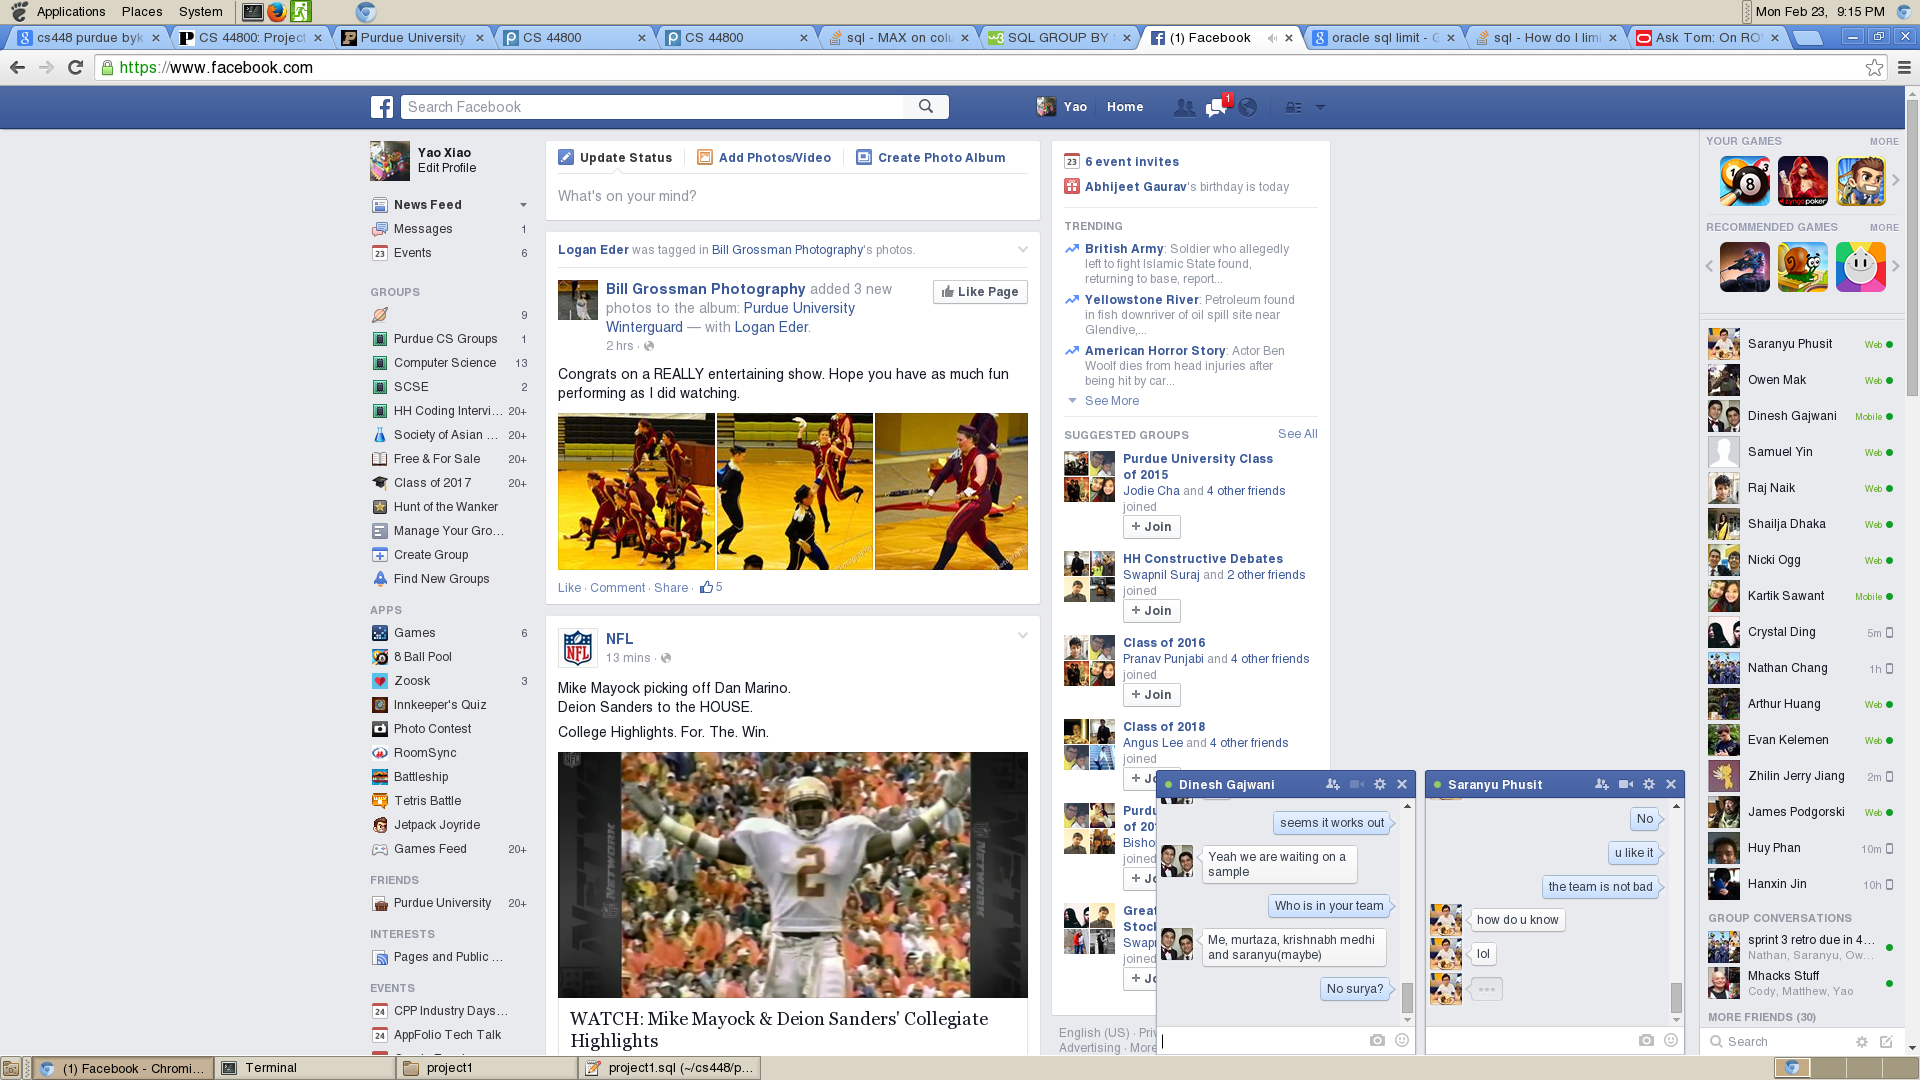 Applications Places System
Mon Feb 23, 9:15 PM
cs448 purdue byk
CS 44800: Project
Purdue University
CS 44800
CS 44800
sql - MAX on colu
SQL GROUP BY
(1) Facebook
oracle sql limit - G
sql - How do I limi
Ask Tom: On RO
https://www.facebook.com
Search Facebook
Yao
Home
1
Yao Xiao
Edit Profile
News Feed
Messages 1
Events 6
GROUPS
9
Purdue CS Groups 1
Computer Science 13
SCSE 2
HH Coding Intervi... 20+
Society of Asian ... 20+
Free & For Sale 20+
Class of 2017 20+
Hunt of the Wanker
Manage Your Gro...
Create Group
Find New Groups
APPS
Games 6
8 Ball Pool
Zoosk 3
Innkeeper's Quiz
Photo Contest
RoomSync
Battleship
Tetris Battle
Jetpack Joyride
Games Feed 20+
FRIENDS
Purdue University 20+
INTERESTS
Pages and Public ...
EVENTS
CPP Industry Days...
AppFolio Tech Talk
Update Status
Add Photos/Video
Create Photo Album
What's on your mind?
Logan Eder was tagged in Bill Grossman Photography's photos.
Bill Grossman Photography added 3 new
photos to the album: Purdue University
Winterguard — with Logan Eder.
2 hrs ·
Like Page
Congrats on a REALLY entertaining show. Hope you have as much fun
performing as I did watching.
Like · Comment · Share · 5
NFL
NFL
13 mins ·
Mike Mayock picking off Dan Marino.
Deion Sanders to the HOUSE.
College Highlights. For. The. Win.
2
NETWORK
WATCH: Mike Mayock & Deion Sanders' Collegiate
Highlights
23 6 event invites
Abhijeet Gaurav's birthday is today
TRENDING
British Army: Soldier who allegedly
left to fight Islamic State found,
returning to base, report...
Yellowstone River: Petroleum found
in fish downriver of oil spill site near
Glendive,...
American Horror Story: Actor Ben
Woolf dies from head injuries after
being hit by car...
See More
SUGGESTED GROUPS See All
Purdue University Class
of 2015
Jodie Cha and 4 other friends
joined
+ Join
HH Constructive Debates
Swapnil Suraj and 2 other friends
joined
+ Join
Class of 2016
Pranav Punjabi and 4 other friends
joined
+ Join
Class of 2018
Angus Lee and 4 other friends
joined
+ Jo
Purdu
of 201
Bisho
joined
+ Jo
Great
Stock
Swap
joined
+ Jo
English (US) · Priv
Advertising · More
Dinesh Gajwani
seems it works out
Yeah we are waiting on a
sample
Who is in your team
Me, murtaza, krishnabh medhi
and saranyu(maybe)
No surya?
Saranyu Phusit
No
u like it
the team is not bad
how do u know
lol
YOUR GAMES MORE
zynga poker
RECOMMENDED GAMES MORE
Saranyu Phusit Web
Owen Mak Web
Dinesh Gajwani Mobile
Samuel Yin Web
Raj Naik Web
Shailja Dhaka Web
Nicki Ogg Web
Kartik Sawant Mobile
Crystal Ding 5m
Nathan Chang 1h
Arthur Huang Web
Evan Kelemen Web
Zhilin Jerry Jiang 2m
James Podgorski Web
Huy Phan 10m
Hanxin Jin 10h
GROUP CONVERSATIONS
sprint 3 retro due in 4...
Nathan, Saranyu, Ow...
Mhacks Stuff
Cody, Matthew, Yao
MORE FRIENDS (30)
Search
(1) Facebook - Chromi...
Terminal
project1
project1.sql (~/cs448/p...